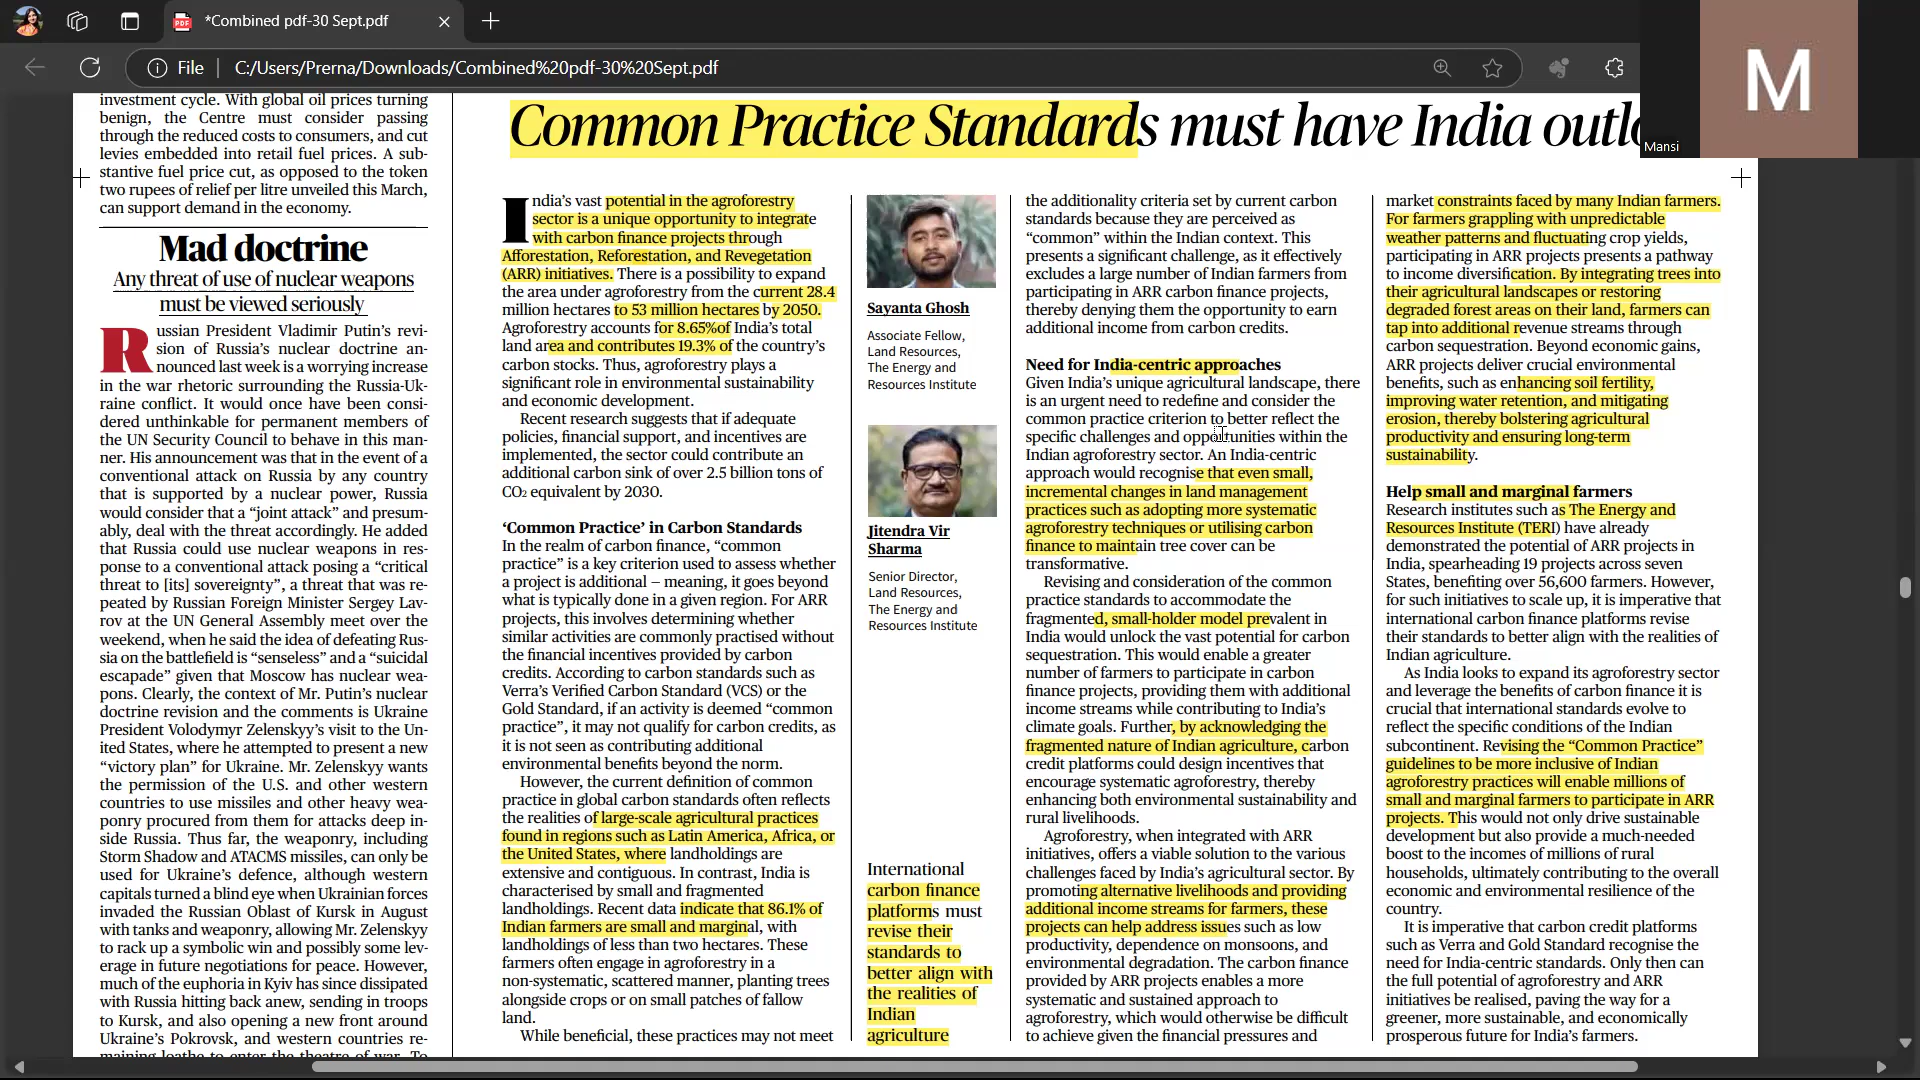 *Combined pdf-30 Sept.pdf
File
C:/Users/Prerna/Downloads/Combined%20pdf-30%20Sept.pdf
M
Mansi
investment cycle. With global oil prices turning
benign, the Centre must consider passing
through the reduced costs to consumers, and cut
levies embedded into retail fuel prices. A sub-
stantive fuel price cut, as opposed to the token
two rupees of relief per litre unveiled this March,
can support demand in the economy.
Mad doctrine
Any threat of use of nuclear weapons
must be viewed seriously
Russian President Vladimir Putin's revi-
sion of Russia's nuclear doctrine an-
nounced last week is a worrying increase
in the war rhetoric surrounding the Russia-Uk-
raine conflict. It would once have been consi-
dered unthinkable for permanent members of
the UN Security Council to behave in this man-
ner. His announcement was that in the event of a
conventional attack on Russia by any country
that is supported by a nuclear power, Russia
would consider that a “joint attack” and presum-
ably, deal with the threat accordingly. He added
that Russia could use nuclear weapons in res-
ponse to a conventional attack posing a “critical
threat to [its] sovereignty”, a threat that was re-
peated by Russian Foreign Minister Sergey Lav-
rov at the UN General Assembly meet over the
weekend, when he said the idea of defeating Rus-
sia on the battlefield is “senseless” and a “suicidal
escapade” given that Moscow has nuclear wea-
pons. Clearly, the context of Mr. Putin's nuclear
doctrine revision and the comments is Ukraine
President Volodymyr Zelenskyy's visit to the Un-
ited States, where he attempted to present a new
“victory plan” for Ukraine. Mr. Zelenskyy wants
the permission of the U.S. and other western
countries to use missiles and other heavy wea-
ponry procured from them for attacks deep in-
side Russia. Thus far, the weaponry, including
Storm Shadow and ATACMS missiles, can only be
used for Ukraine's defence, although western
capitals turned a blind eye when Ukrainian forces
invaded the Russian Oblast of Kursk in August
with tanks and weaponry, allowing Mr. Zelenskyy
to rack up a symbolic win and possibly some lev-
erage in future negotiations for peace. However,
much of the euphoria in Kyiv has since dissipated
with Russia hitting back anew, sending in troops
to Kursk, and also opening a new front around
Ukraine's Pokrovsk, and western countries re-
maining loathe to enter the theatre of war. To
Common Practice Standards must have India
India's vast potential in the agroforestry
sector is a unique opportunity to integrate
with carbon finance projects through
Afforestation, Reforestation, and Revegetation
(ARR) initiatives. There is a possibility to expand
the area under agroforestry from the current 28.4
million hectares to 53 million hectares by 2050.
Agroforestry accounts for 8.65%of India's total
land area and contributes 19.3% of the country's
carbon stocks. Thus, agroforestry plays a
significant role in environmental sustainability
and economic development.
Recent research suggests that if adequate
policies, financial support, and incentives are
implemented, the sector could contribute an
additional carbon sink of over 2.5 billion tons of
CO2 equivalent by 2030.
‘Common Practice’ in Carbon Standards
In the realm of carbon finance, “common
practice” is a key criterion used to assess whether
a project is additional — meaning, it goes beyond
what is typically done in a given region. For ARR
projects, this involves determining whether
similar activities are commonly practised without
the financial incentives provided by carbon
credits. According to carbon standards such as
Verra's Verified Carbon Standard (VCS) or the
Gold Standard, if an activity is deemed “common
practice”, it may not qualify for carbon credits, as
it is not seen as contributing additional
environmental benefits beyond the norm.
However, the current definition of common
practice in global carbon standards often reflects
the realities of large-scale agricultural practices
found in regions such as Latin America, Africa, or
the United States, where landholdings are
extensive and contiguous. In contrast, India is
characterised by small and fragmented
landholdings. Recent data indicate that 86.1% of
Indian farmers are small and marginal, with
landholdings of less than two hectares. These
farmers often engage in agroforestry in a
non-systematic, scattered manner, planting trees
alongside crops or on small patches of fallow
land.
While beneficial, these practices may not meet
Sayanta Ghosh
Associate Fellow,
Land Resources,
The Energy and
Resources Institute
Jitendra Vir
Sharma
Senior Director,
Land Resources,
The Energy and
Resources Institute
International
carbon finance
platforms must
revise their
standards to
better align with
the realities of
Indian
agriculture
the additionality criteria set by current carbon
standards because they are perceived as
“common” within the Indian context. This
presents a significant challenge, as it effectively
excludes a large number of Indian farmers from
participating in ARR carbon finance projects,
thereby denying them the opportunity to earn
additional income from carbon credits.
Need for India-centric approaches
Given India's unique agricultural landscape, there
is an urgent need to redefine and consider the
common practice criterion to better reflect the
specific challenges and opportunities within the
Indian agroforestry sector. An India-centric
approach would recognise that even small,
incremental changes in land management
practices such as adopting more systematic
agroforestry techniques or utilising carbon
finance to maintain tree cover can be
transformative.
Revising and consideration of the common
practice standards to accommodate the
fragmented, small-holder model prevalent in
India would unlock the vast potential for carbon
sequestration. This would enable a greater
number of farmers to participate in carbon
finance projects, providing them with additional
income streams while contributing to India's
climate goals. Further, by acknowledging the
fragmented nature of Indian agriculture, carbon
credit platforms could design incentives that
encourage systematic agroforestry, thereby
enhancing both environmental sustainability and
rural livelihoods.
Agroforestry, when integrated with ARR
initiatives, offers a viable solution to the various
challenges faced by India's agricultural sector. By
promoting alternative livelihoods and providing
additional income streams for farmers, these
projects can help address issues such as low
productivity, dependence on monsoons, and
environmental degradation. The carbon finance
provided by ARR projects enables a more
systematic and sustained approach to
agroforestry, which would otherwise be difficult
to achieve given the financial pressures and
market constraints faced by many Indian farmers.
For farmers grappling with unpredictable
weather patterns and fluctuating crop yields,
participating in ARR projects presents a pathway
to income diversification. By integrating trees into
their agricultural landscapes or restoring
degraded forest areas on their land, farmers can
tap into additional revenue streams through
carbon sequestration. Beyond economic gains,
ARR projects deliver crucial environmental
benefits, such as enhancing soil fertility,
improving water retention, and mitigating
erosion, thereby bolstering agricultural
productivity and ensuring long-term
sustainability.
Help small and marginal farmers
Research institutes such as The Energy and
Resources Institute (TERI) have already
demonstrated the potential of ARR projects in
India, spearheading 19 projects across seven
States, benefiting over 56,600 farmers. However,
for such initiatives to scale up, it is imperative that
international carbon finance platforms revise
their standards to better align with the realities of
Indian agriculture.
As India looks to expand its agroforestry sector
and leverage the benefits of carbon finance it is
crucial that international standards evolve to
reflect the specific conditions of the Indian
subcontinent. Revising the “Common Practice”
guidelines to be more inclusive of Indian
agroforestry practices will enable millions of
small and marginal farmers to participate in ARR
projects. This would not only drive sustainable
development but also provide a much-needed
boost to the incomes of millions of rural
households, ultimately contributing to the overall
economic and environmental resilience of the
country.
It is imperative that carbon credit platforms
such as Verra and Gold Standard recognise the
need for India-centric standards. Only then can
the full potential of agroforestry and ARR
initiatives be realised, paving the way for a
greener, more sustainable, and economically
prosperous future for India's farmers.